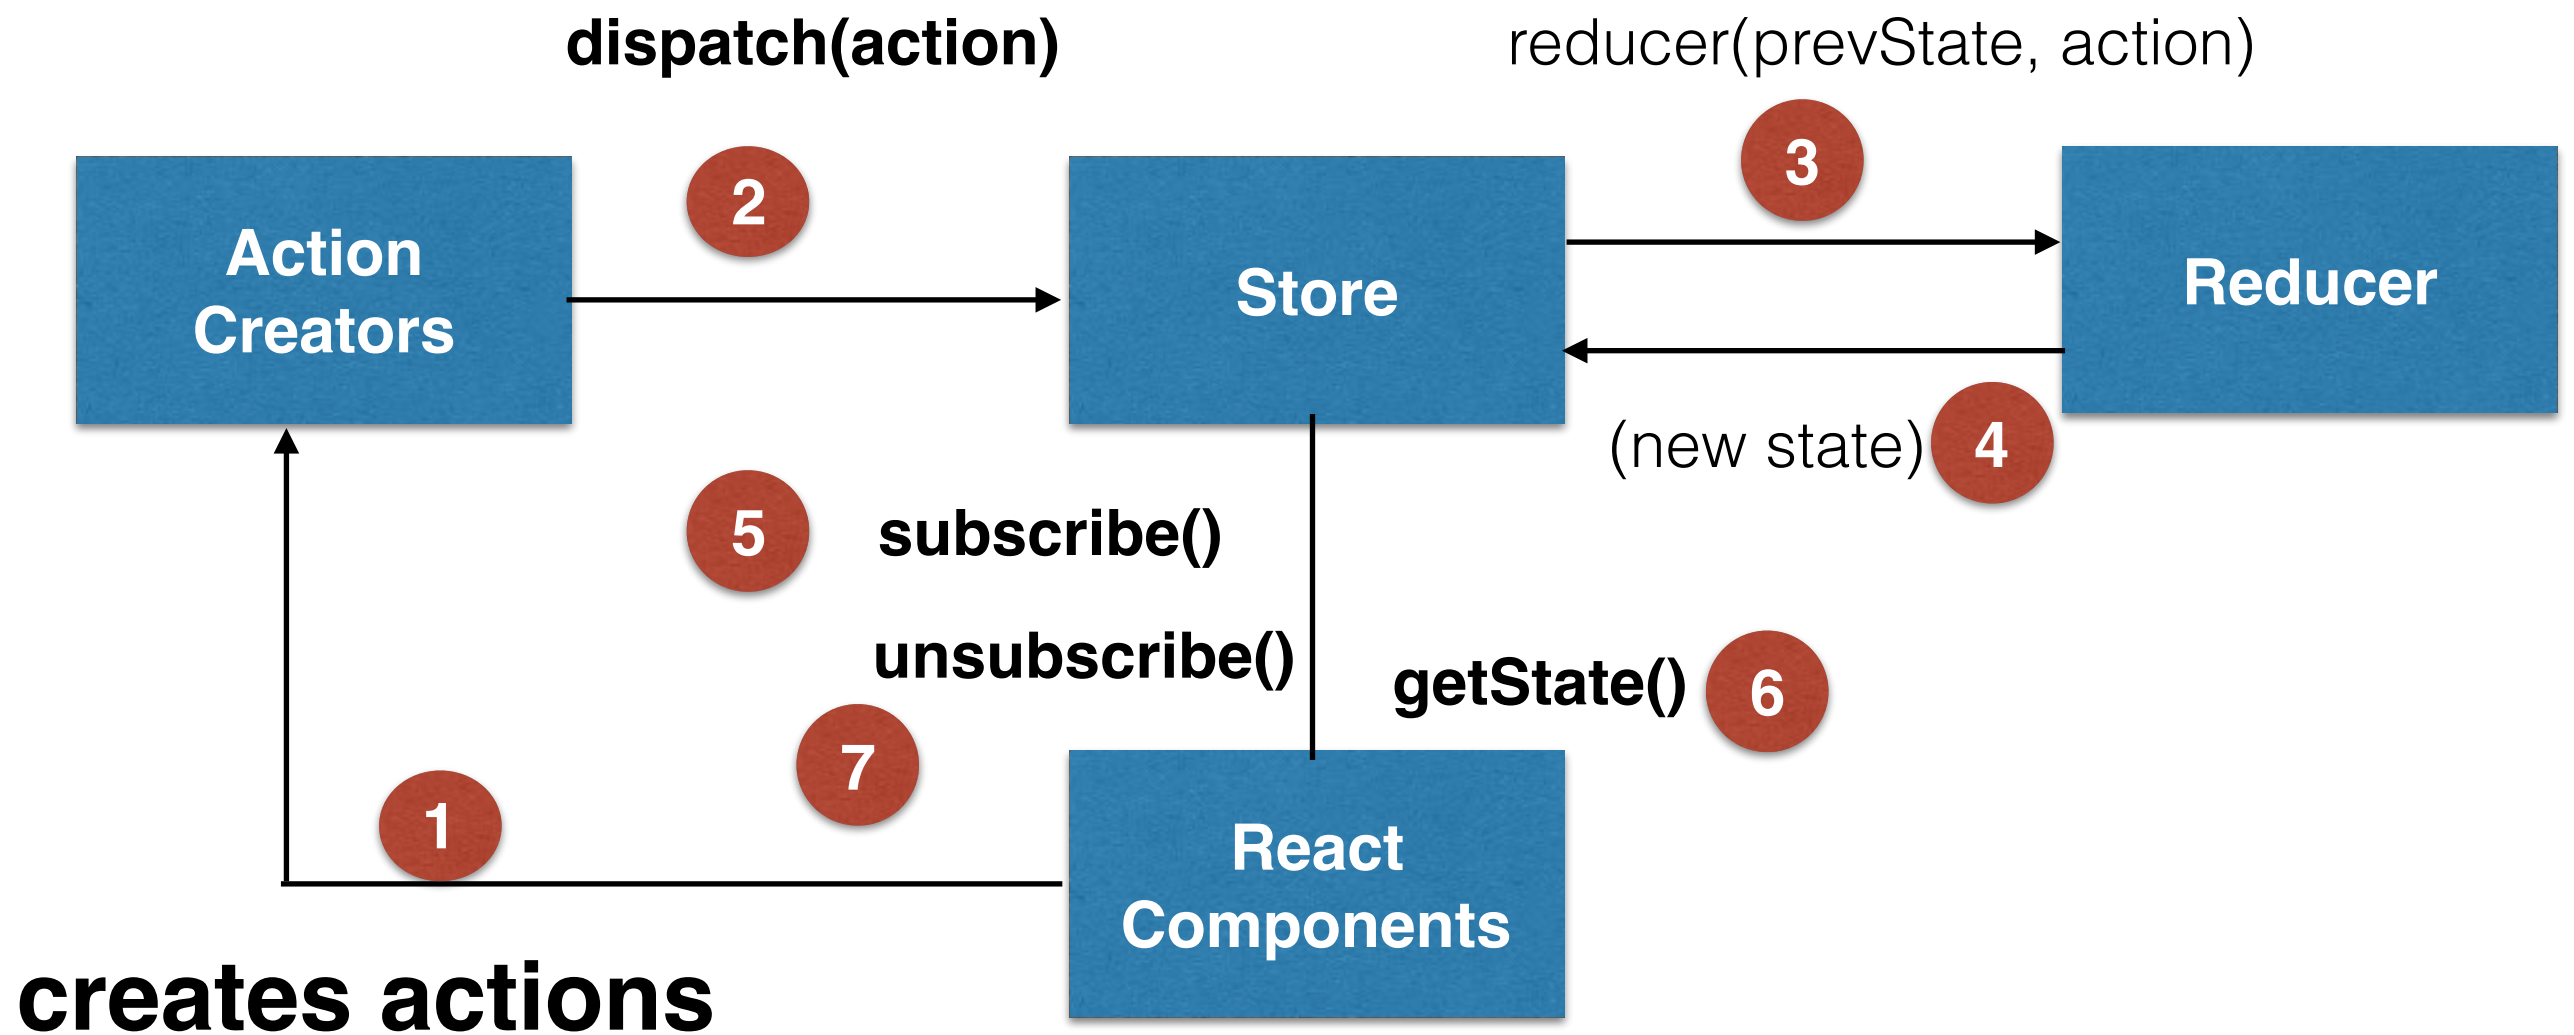 dispatch(action)
reducer(prevState, action)
2
3
Action
Creators
Store
Reducer
(new state)
4
5
subscribe()
unsubscribe()
getState()
6
7
1
React
Components
creates actions